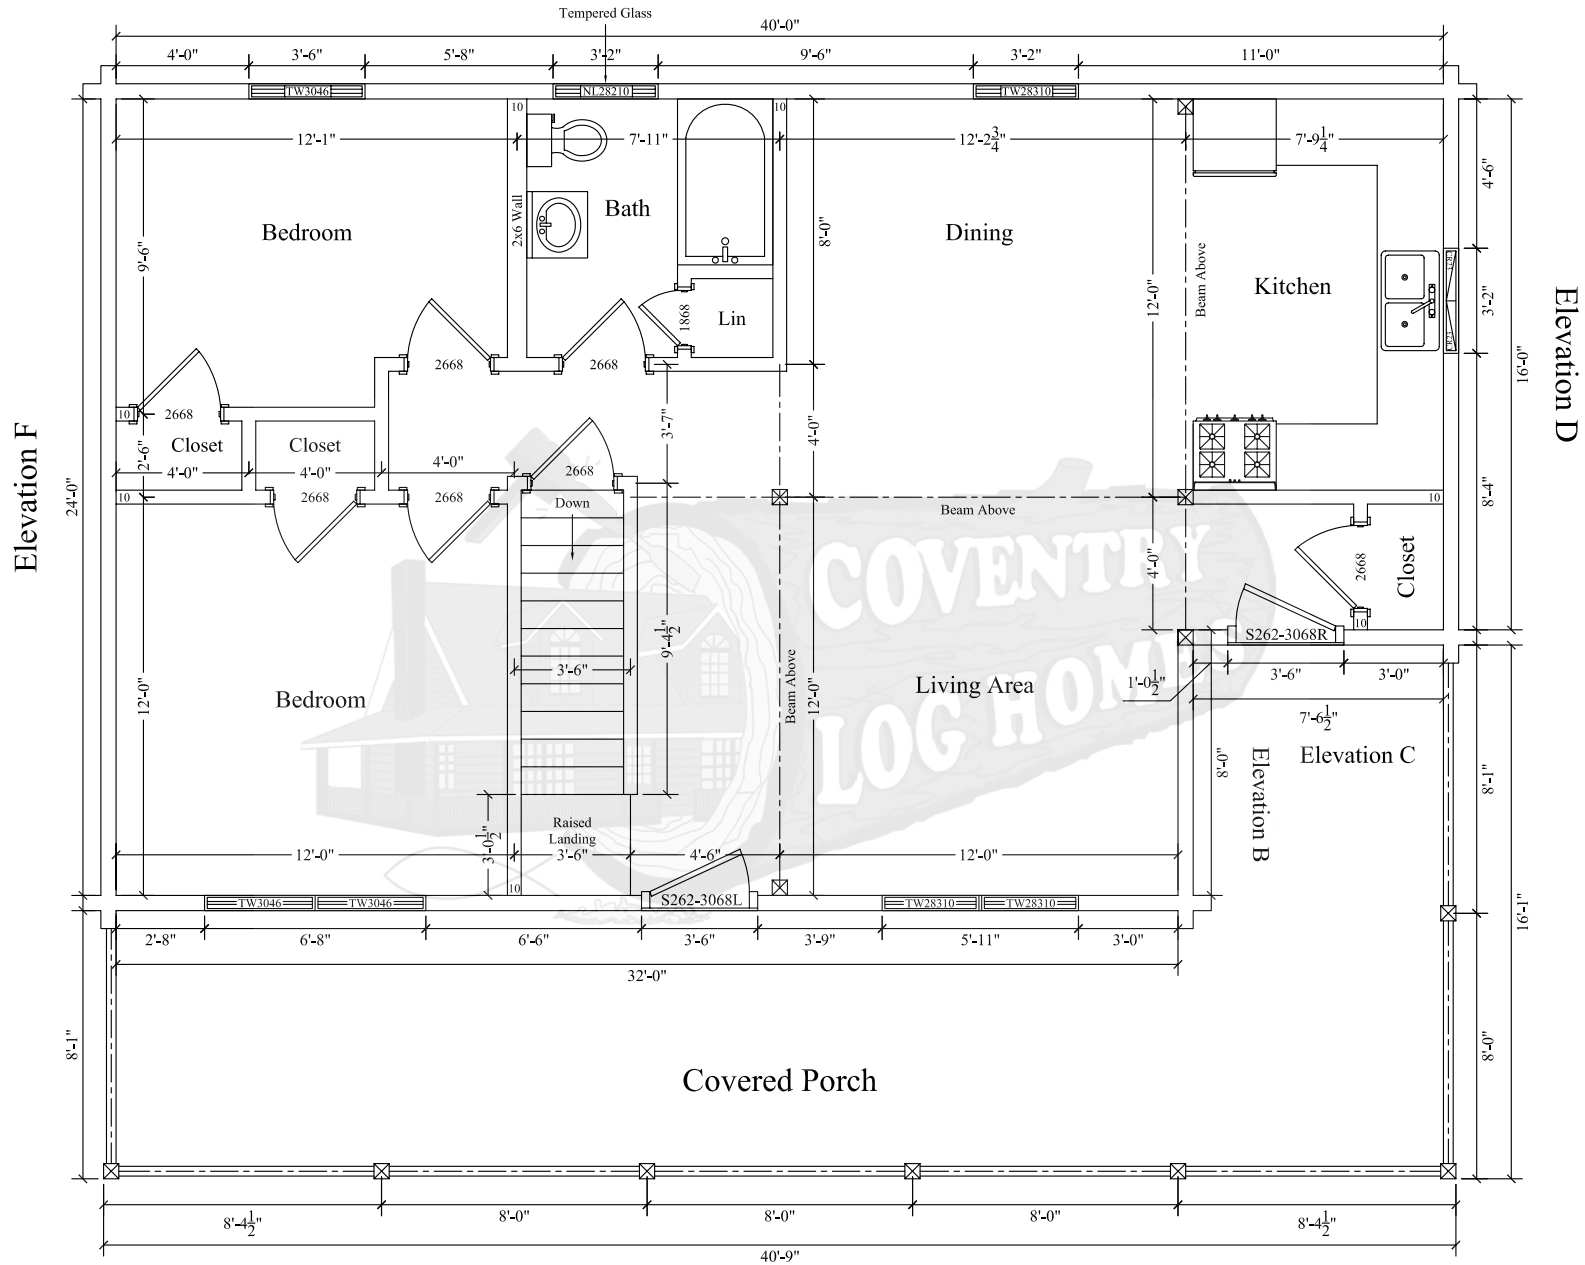 Tempered Glass
40'-0"
4'-0"
3'-6"
5'-8"
3'-2"
9'-6"
3'-2"
11'-0"
TW3046
NL28210
TW28310
10
10
12'-1"
7'-11"
12'-2 3/4"
7'-9 1/4"
4'-6"
9'-6"
Bedroom
2x6 Wall
Bath
8'-0"
Dining
Beam Above
12'-0"
Kitchen
3'-2"
16'-0"
Elevation D
1868
Lin
2668
2668
10
2668
Closet
Closet
2'-6"
4'-0"
4'-0"
4'-0"
3'-7"
4'-0"
Elevation F
24'-0"
10
2668
2668
2668
Down
Beam Above
10
8'-4"
COVENTRY
LOG HOMES
4'-0"
2668
Closet
10
S262-3068R
9'-4 1/2"
3'-6"
Bedroom
12'-0"
Beam Above
12'-0"
Living Area
1'-0 1/2"
3'-6"
3'-0"
7'-6 1/2"
8'-0"
Elevation B
Elevation C
8'-1"
Raised
Landing
3'-0 1/2"
12'-0"
3'-6"
4'-6"
12'-0"
10
TW3046
TW3046
S262-3068L
TW28310
TW28310
16'-1"
2'-8"
6'-8"
6'-6"
3'-6"
3'-9"
5'-11"
3'-0"
32'-0"
8'-1"
8'-0"
Covered Porch
8'-4 1/2"
8'-0"
8'-0"
8'-0"
8'-4 1/2"
40'-9"